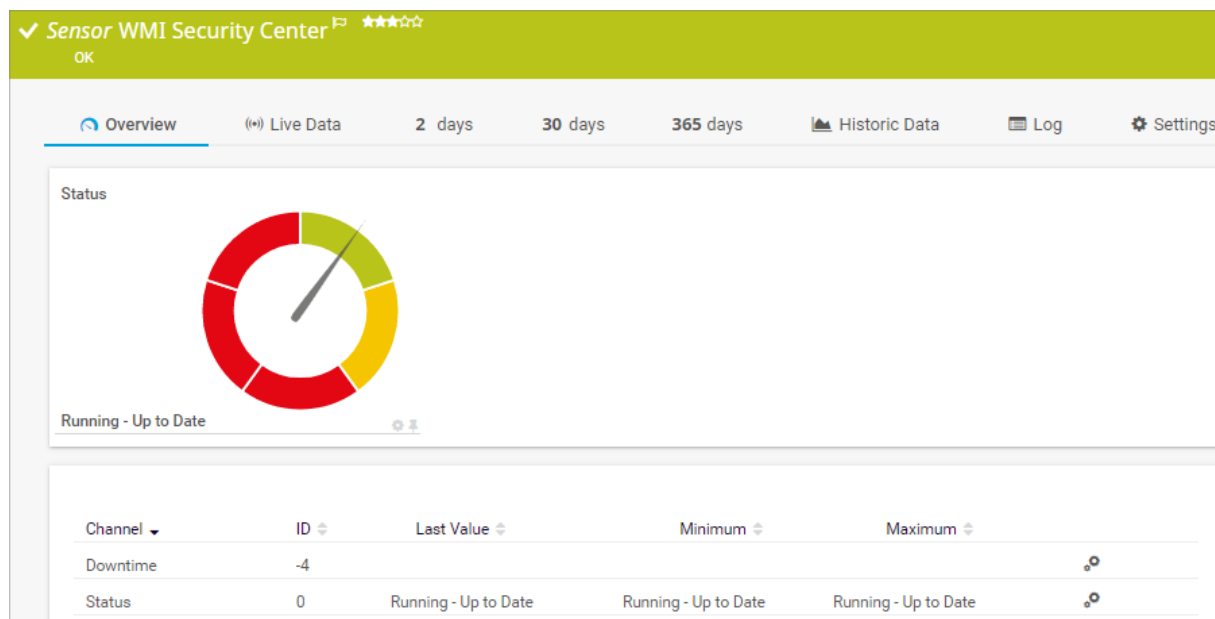 Sensor WMI Security Center
OK
Overview Live Data 2 days 30 days 365 days Historic Data Log Settings
Status
Running - Up to Date
Channel ID Last Value Minimum Maximum
Downtime -4
Status 0 Running - Up to Date Running - Up to Date Running - Up to Date